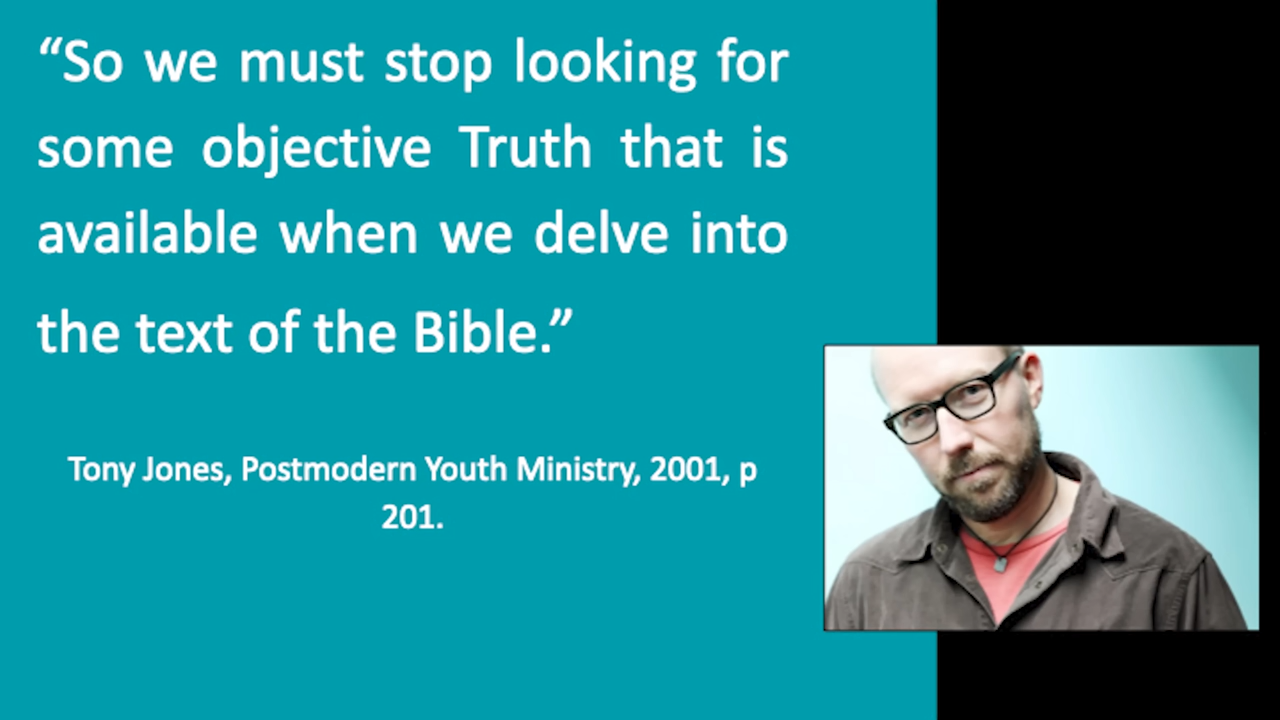 “So we must stop looking for
some objective Truth that is
available when we delve into
the text of the Bible.”
Tony Jones, Postmodern Youth Ministry, 2001, p
201.